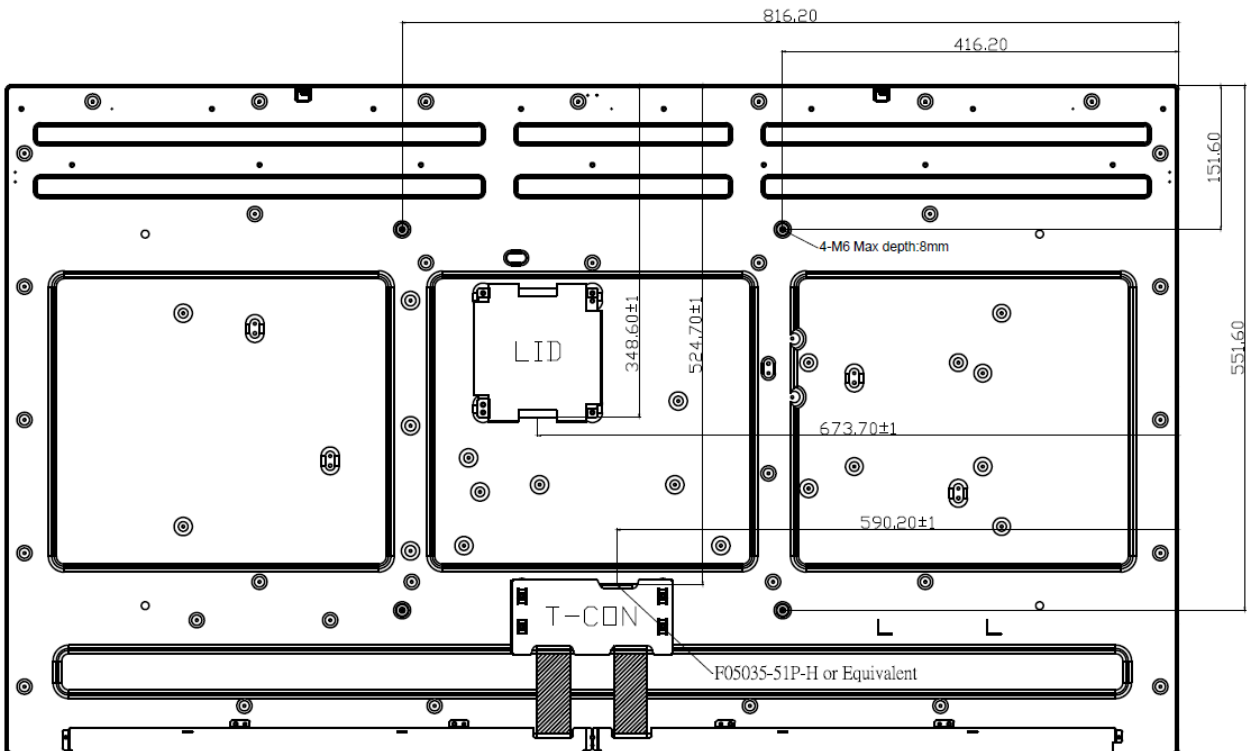 816.20
416.20
151.60
4-M6 Max depth:8mm
348.60±1
524.70±1
551.60
LID
673.70±1
590.20±1
T-CON
F05035-51P-H or Equivalent